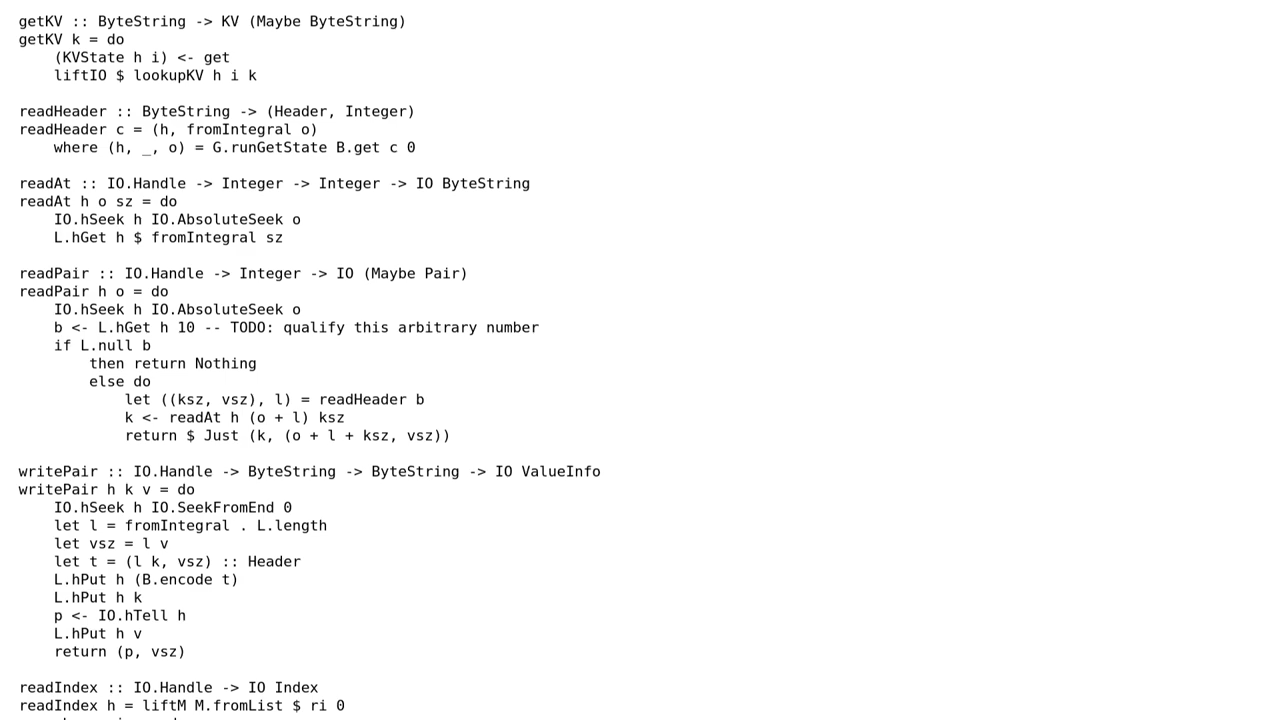 getKV :: ByteString -> KV (Maybe ByteString)
getKV k = do
    (KVState h i) <- get
    liftIO $ lookupKV h i k

readHeader :: ByteString -> (Header, Integer)
readHeader c = (h, fromIntegral o)
    where (h, _, o) = G.runGetState B.get c 0

readAt :: IO.Handle -> Integer -> Integer -> IO ByteString
readAt h o sz = do
    IO.hSeek h IO.AbsoluteSeek o
    L.hGet h $ fromIntegral sz

readPair :: IO.Handle -> Integer -> IO (Maybe Pair)
readPair h o = do
    IO.hSeek h IO.AbsoluteSeek o
    b <- L.hGet h 10 -- TODO: qualify this arbitrary number
    if L.null b
        then return Nothing
        else do
            let ((ksz, vsz), l) = readHeader b
            k <- readAt h (o + l) ksz
            return $ Just (k, (o + l + ksz, vsz))

writePair :: IO.Handle -> ByteString -> ByteString -> IO ValueInfo
writePair h k v = do
    IO.hSeek h IO.SeekFromEnd 0
    let l = fromIntegral . L.length
    let vsz = l v
    let t = (l k, vsz) :: Header
    L.hPut h (B.encode t)
    L.hPut h k
    p <- IO.hTell h
    L.hPut h v
    return (p, vsz)

readIndex :: IO.Handle -> IO Index
readIndex h = liftM M.fromList $ ri 0